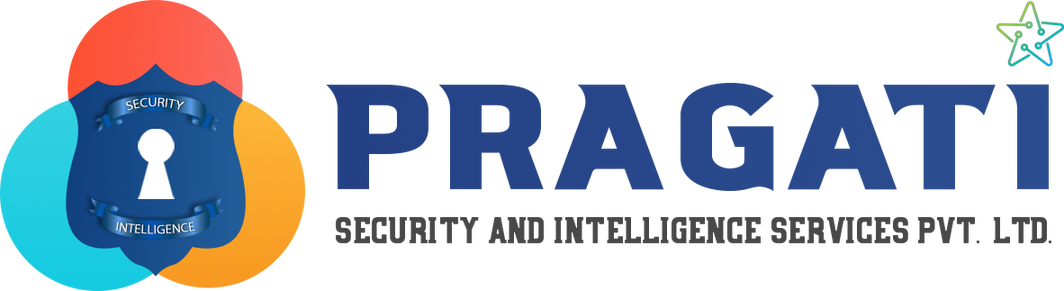 SECURITY
INTELLIGENCE
PRAGATI
SECURITY AND INTELLIGENCE SERVICES PVT. LTD.